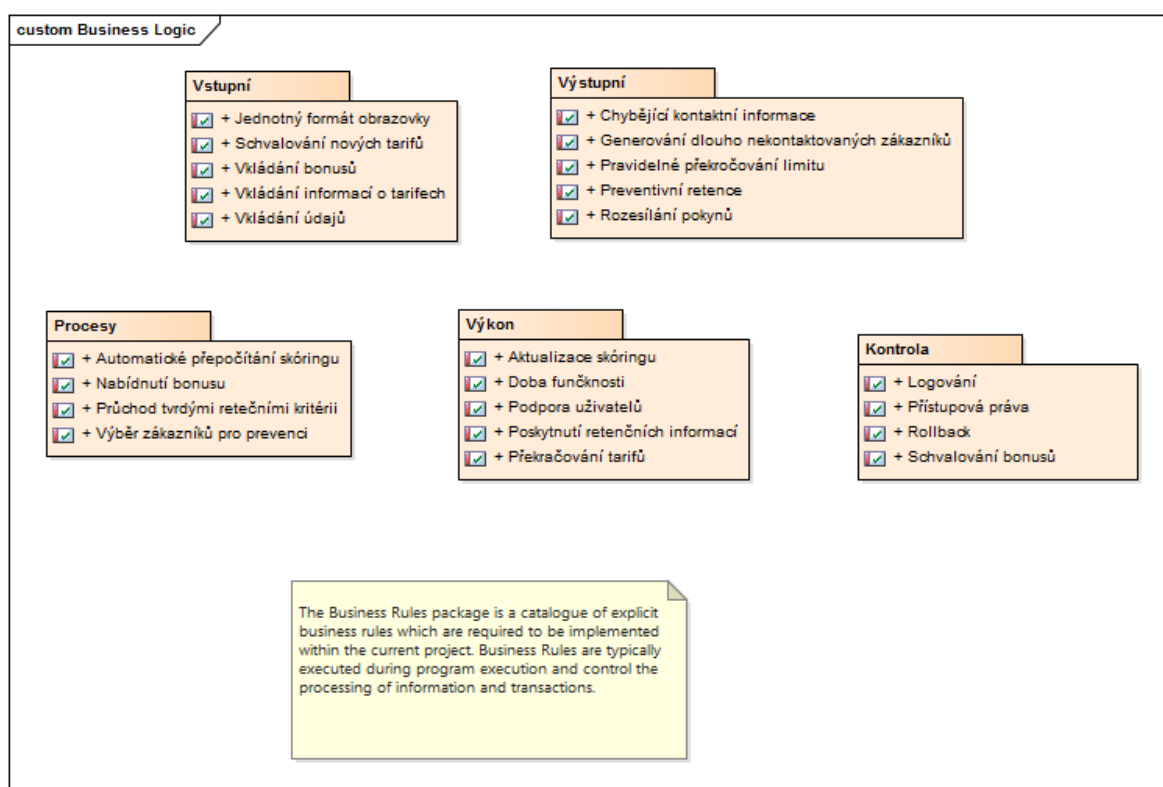 custom Business Logic
Vstupní
+ Jednotný formát obrazovky
+ Schvalování nových tarifů
+ Vkládání bonusů
+ Vkládání informací o tarifech
+ Vkládání údajů
Výstupní
+ Chybějící kontaktní informace
+ Generování dlouho nekontaktovaných zákazníků
+ Pravidelné překročování limitu
+ Preventivní retence
+ Rozesílání pokynů
Procesy
+ Automatické přepočítání skóringu
+ Nabídnutí bonusu
+ Průchod tvrdými retečními kritérii
+ Výběr zákazníků pro prevenci
Výkon
+ Aktualizace skóringu
+ Doba funčknosti
+ Podpora uživatelů
+ Poskytnutí retenčních informací
+ Překračování tarifů
Kontrola
+ Logování
+ Přístupová práva
+ Rollback
+ Schvalování bonusů
The Business Rules package is a catalogue of explicit
business rules which are required to be implemented
within the current project. Business Rules are typically
executed during program execution and control the
processing of information and transactions.